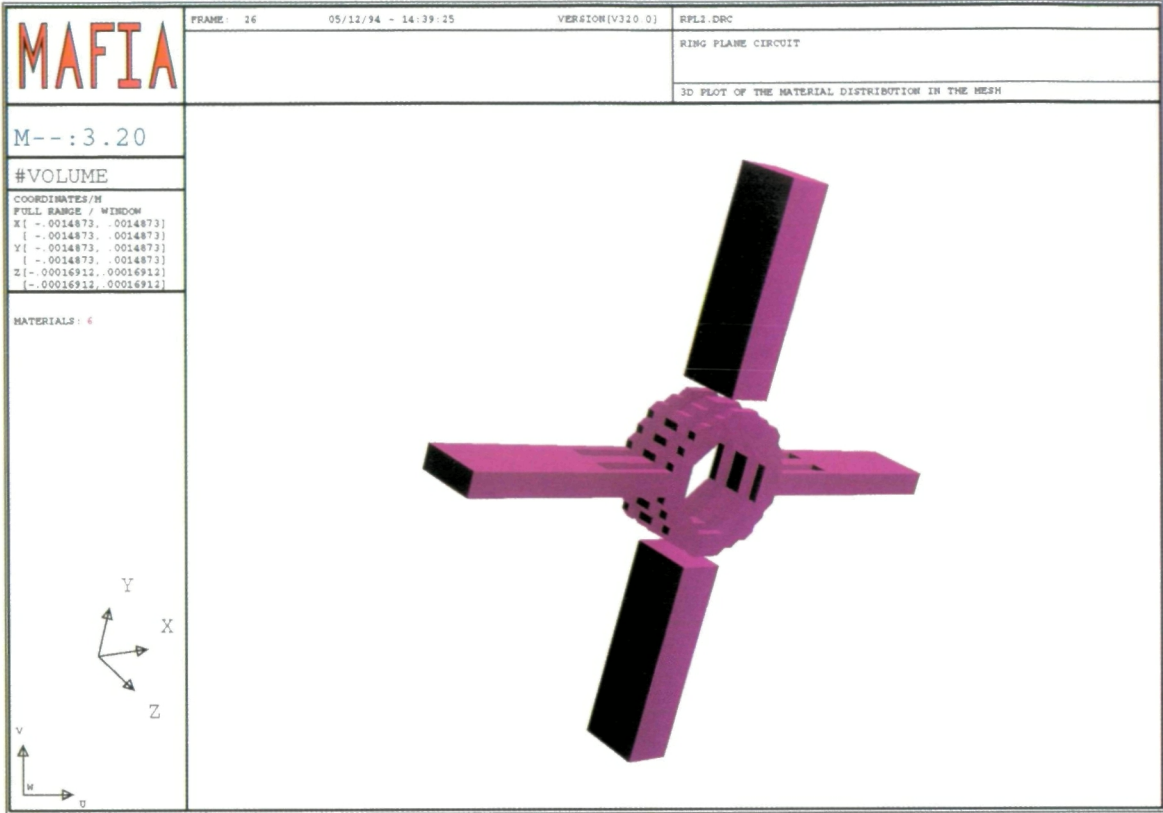 MAFIA
FRAME: 26 05/12/94 - 14:39:25 VERSION[V320.0] RPL2.DRC
RING PLANE CIRCUIT
3D PLOT OF THE MATERIAL DISTRIBUTION IN THE MESH
M--:3.20
#VOLUME
COORDINATES/M
FULL RANGE / WINDOW
X[ -.0014873, .0014873]
[ -.0014873, .0014873]
Y[ -.0014873, .0014873]
[ -.0014873, .0014873]
Z[-.00016912,.00016912]
[-.00016912,.00016912]
MATERIALS: 6
Y
X
Z
V
W
U